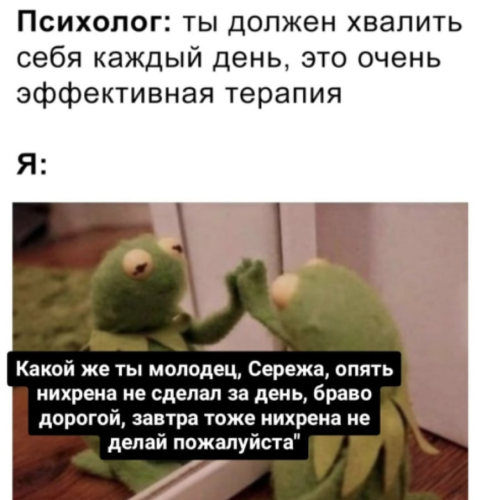 Психолог: ты должен хвалить
себя каждый день, это очень
эффективная терапия
Я:
Какой же ты молодец, Сережа, опять
нихрена не сделал за день, браво
дорогой, завтра тоже нихрена не
делай пожалуйста"